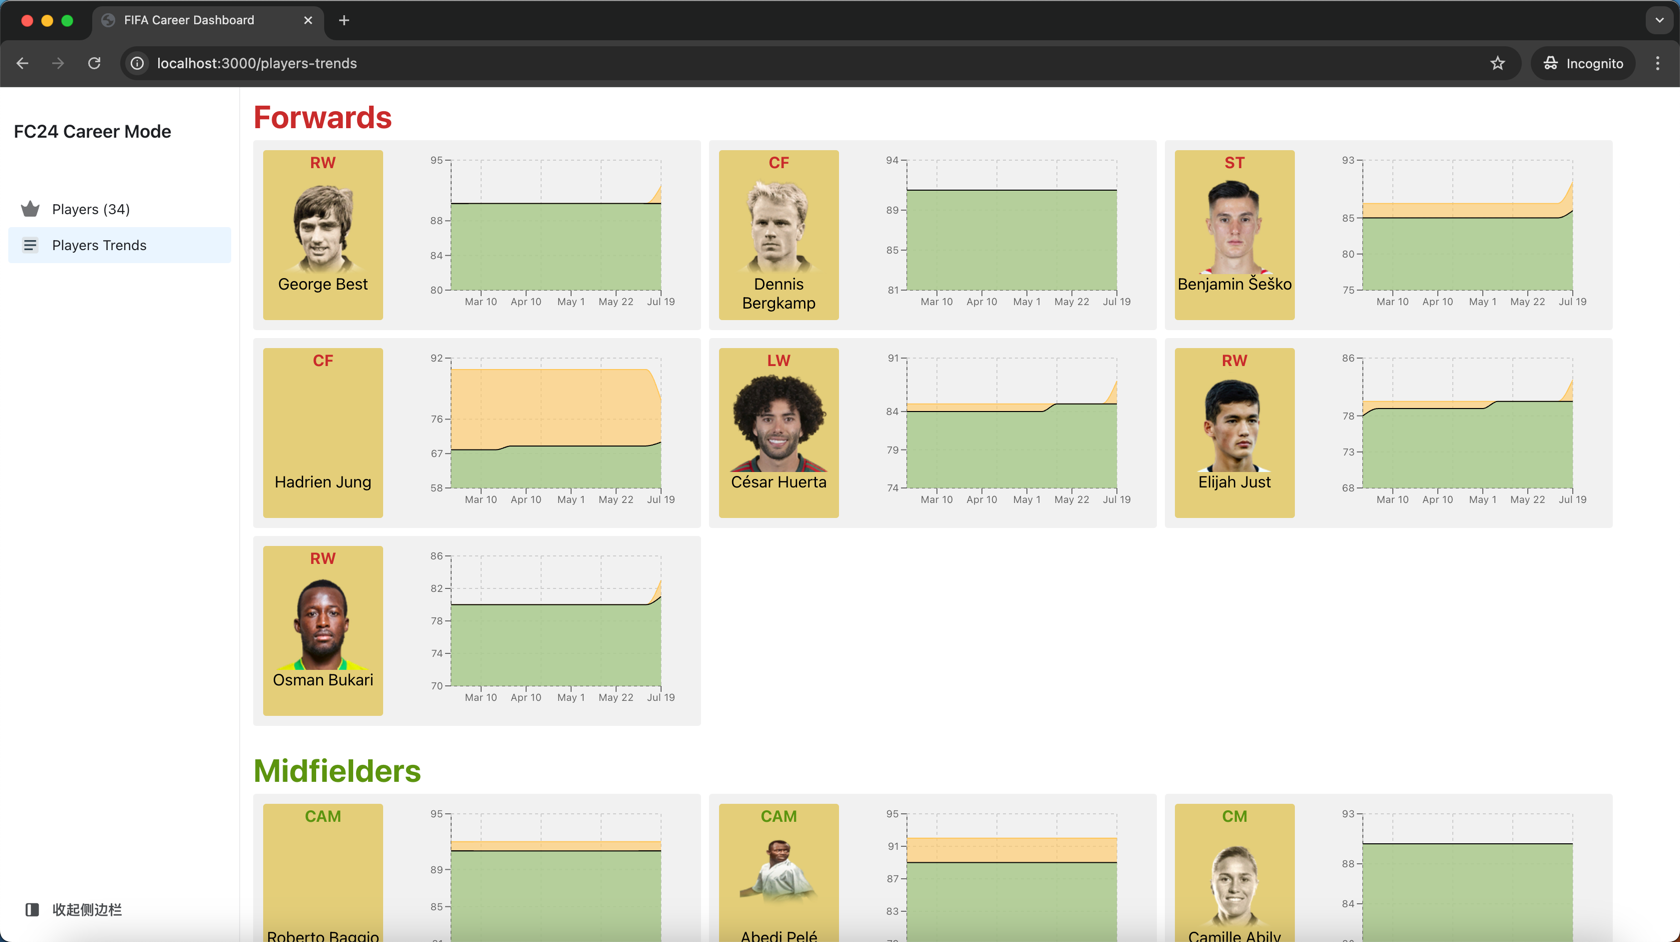 FIFA Career Dashboard
localhost:3000/players-trends
Incognito
FC24 Career Mode
Players (34)
Players Trends
收起侧边栏
Forwards
RW
George Best
95
88
84
80
Mar 10 Apr 10 May 1 May 22 Jul 19
CF
Dennis
Bergkamp
94
89
85
81
Mar 10 Apr 10 May 1 May 22 Jul 19
ST
Benjamin Šeško
93
85
80
75
Mar 10 Apr 10 May 1 May 22 Jul 19
CF
Hadrien Jung
92
76
67
58
Mar 10 Apr 10 May 1 May 22 Jul 19
LW
César Huerta
91
84
79
74
Mar 10 Apr 10 May 1 May 22 Jul 19
RW
Elijah Just
86
78
73
68
Mar 10 Apr 10 May 1 May 22 Jul 19
RW
Osman Bukari
86
82
78
74
70
Mar 10 Apr 10 May 1 May 22 Jul 19
Midfielders
CAM
Roberto Baggio
95
89
85
CAM
Abedi Pelé
95
91
87
83
CM
Camille Abily
93
88
84